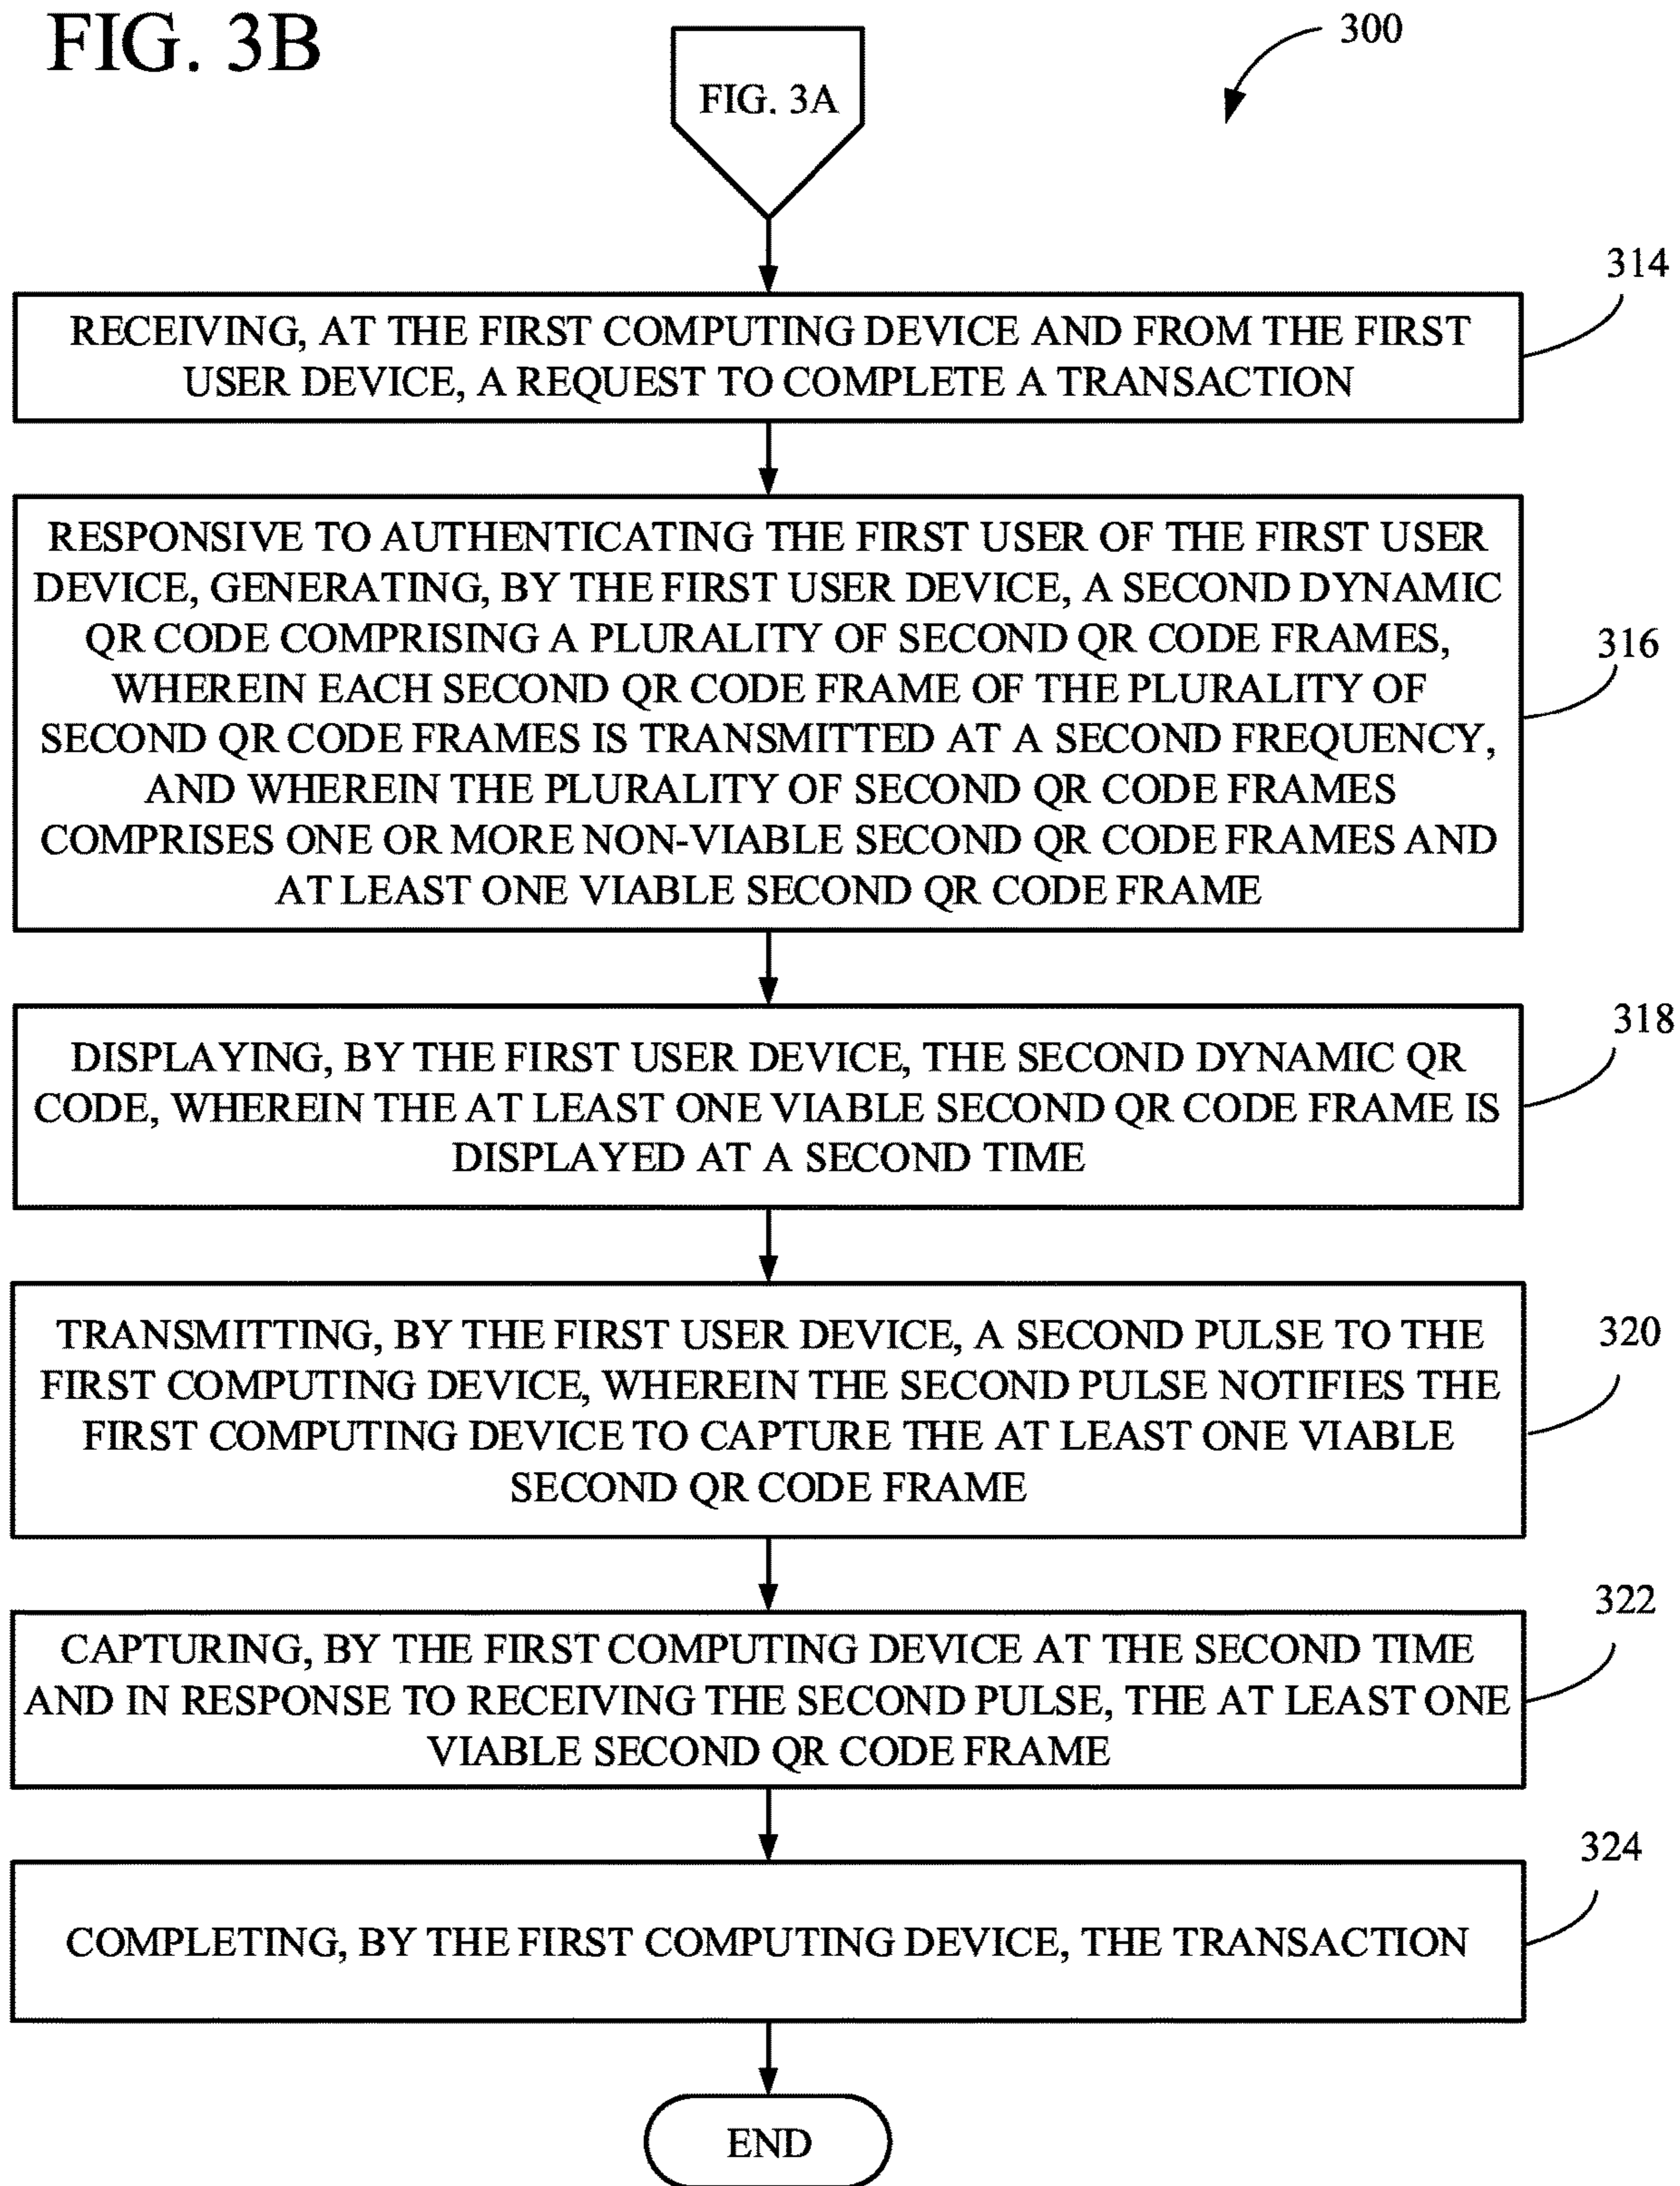 FIG. 3B
300
FIG. 3A
314
RECEIVING, AT THE FIRST COMPUTING DEVICE AND FROM THE FIRST
USER DEVICE, A REQUEST TO COMPLETE A TRANSACTION
RESPONSIVE TO AUTHENTICATING THE FIRST USER OF THE FIRST USER
DEVICE, GENERATING, BY THE FIRST USER DEVICE, A SECOND DYNAMIC
QR CODE COMPRISING A PLURALITY OF SECOND QR CODE FRAMES,
WHEREIN EACH SECOND QR CODE FRAME OF THE PLURALITY OF
SECOND QR CODE FRAMES IS TRANSMITTED AT A SECOND FREQUENCY,
AND WHEREIN THE PLURALITY OF SECOND QR CODE FRAMES
COMPRISES ONE OR MORE NON-VIABLE SECOND QR CODE FRAMES AND
AT LEAST ONE VIABLE SECOND QR CODE FRAME
316
318
DISPLAYING, BY THE FIRST USER DEVICE, THE SECOND DYNAMIC QR
CODE, WHEREIN THE AT LEAST ONE VIABLE SECOND QR CODE FRAME IS
DISPLAYED AT A SECOND TIME
320
TRANSMITTING, BY THE FIRST USER DEVICE, A SECOND PULSE TO THE
FIRST COMPUTING DEVICE, WHEREIN THE SECOND PULSE NOTIFIES THE
FIRST COMPUTING DEVICE TO CAPTURE THE AT LEAST ONE VIABLE
SECOND QR CODE FRAME
322
CAPTURING, BY THE FIRST COMPUTING DEVICE AT THE SECOND TIME
AND IN RESPONSE TO RECEIVING THE SECOND PULSE, THE AT LEAST ONE
VIABLE SECOND QR CODE FRAME
324
COMPLETING, BY THE FIRST COMPUTING DEVICE, THE TRANSACTION
END